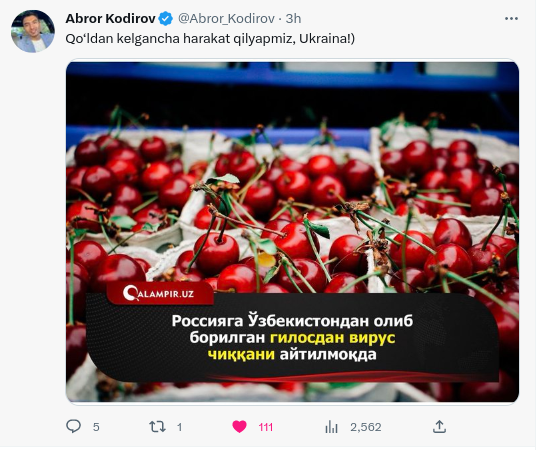 Abror Kodirov @Abror_Kodirov · 3h
Qo‘ldan kelgancha harakat qilyapmiz, Ukraina!)
QALAMPIR.UZ
Россияга Ўзбекистондан олиб
борилган гилосдан вирус
чиққани айтилмоқда
5 1 111 2,562